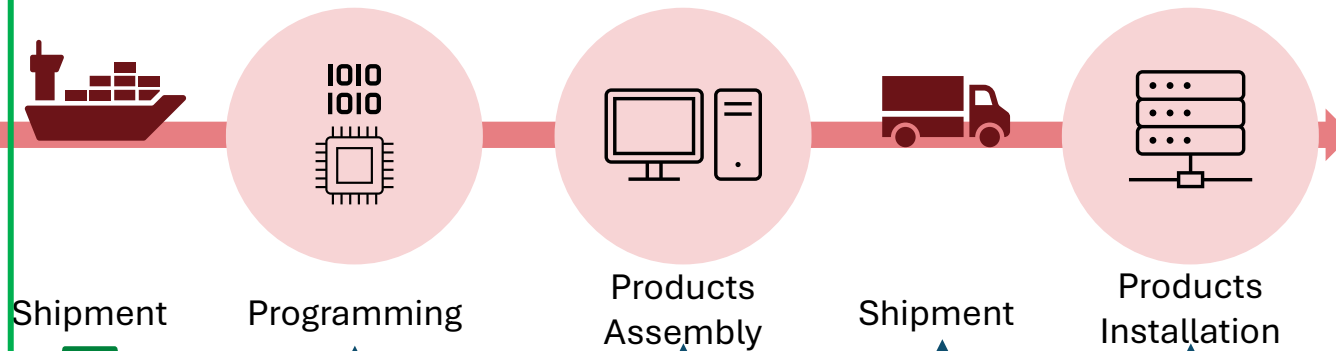 1010
1010
Shipment
Programming
Products
Assembly
Shipment
Products
Installation